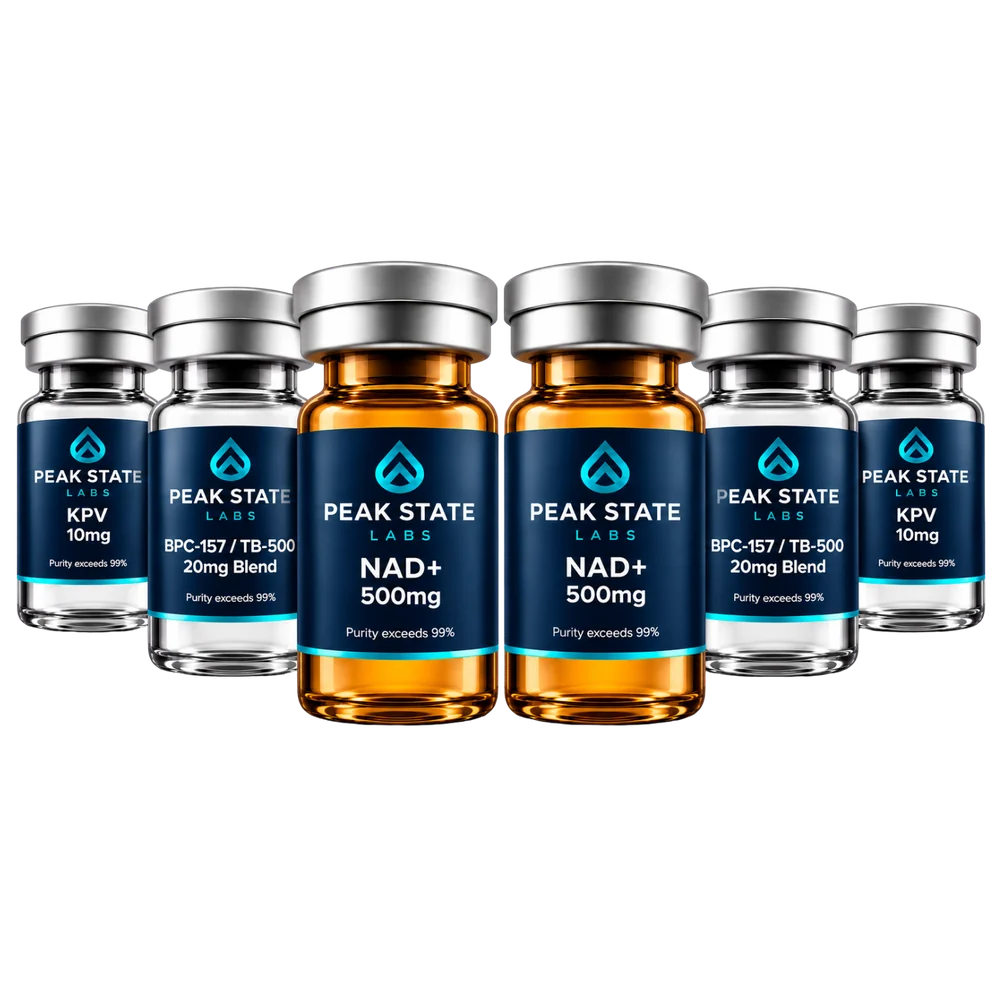 PEAK STATE
LABS
KPV
10mg
Purity exceeds 99%
PEAK STATE
LABS
BPC-157 / TB-500
20mg Blend
Purity exceeds 99%
PEAK STATE
LABS
NAD+
500mg
Purity exceeds 99%
PEAK STATE
LABS
NAD+
500mg
Purity exceeds 99%
PEAK STATE
LABS
BPC-157 / TB-500
20mg Blend
Purity exceeds 99%
PEAK STATE
LABS
KPV
10mg
Purity exceeds 99%